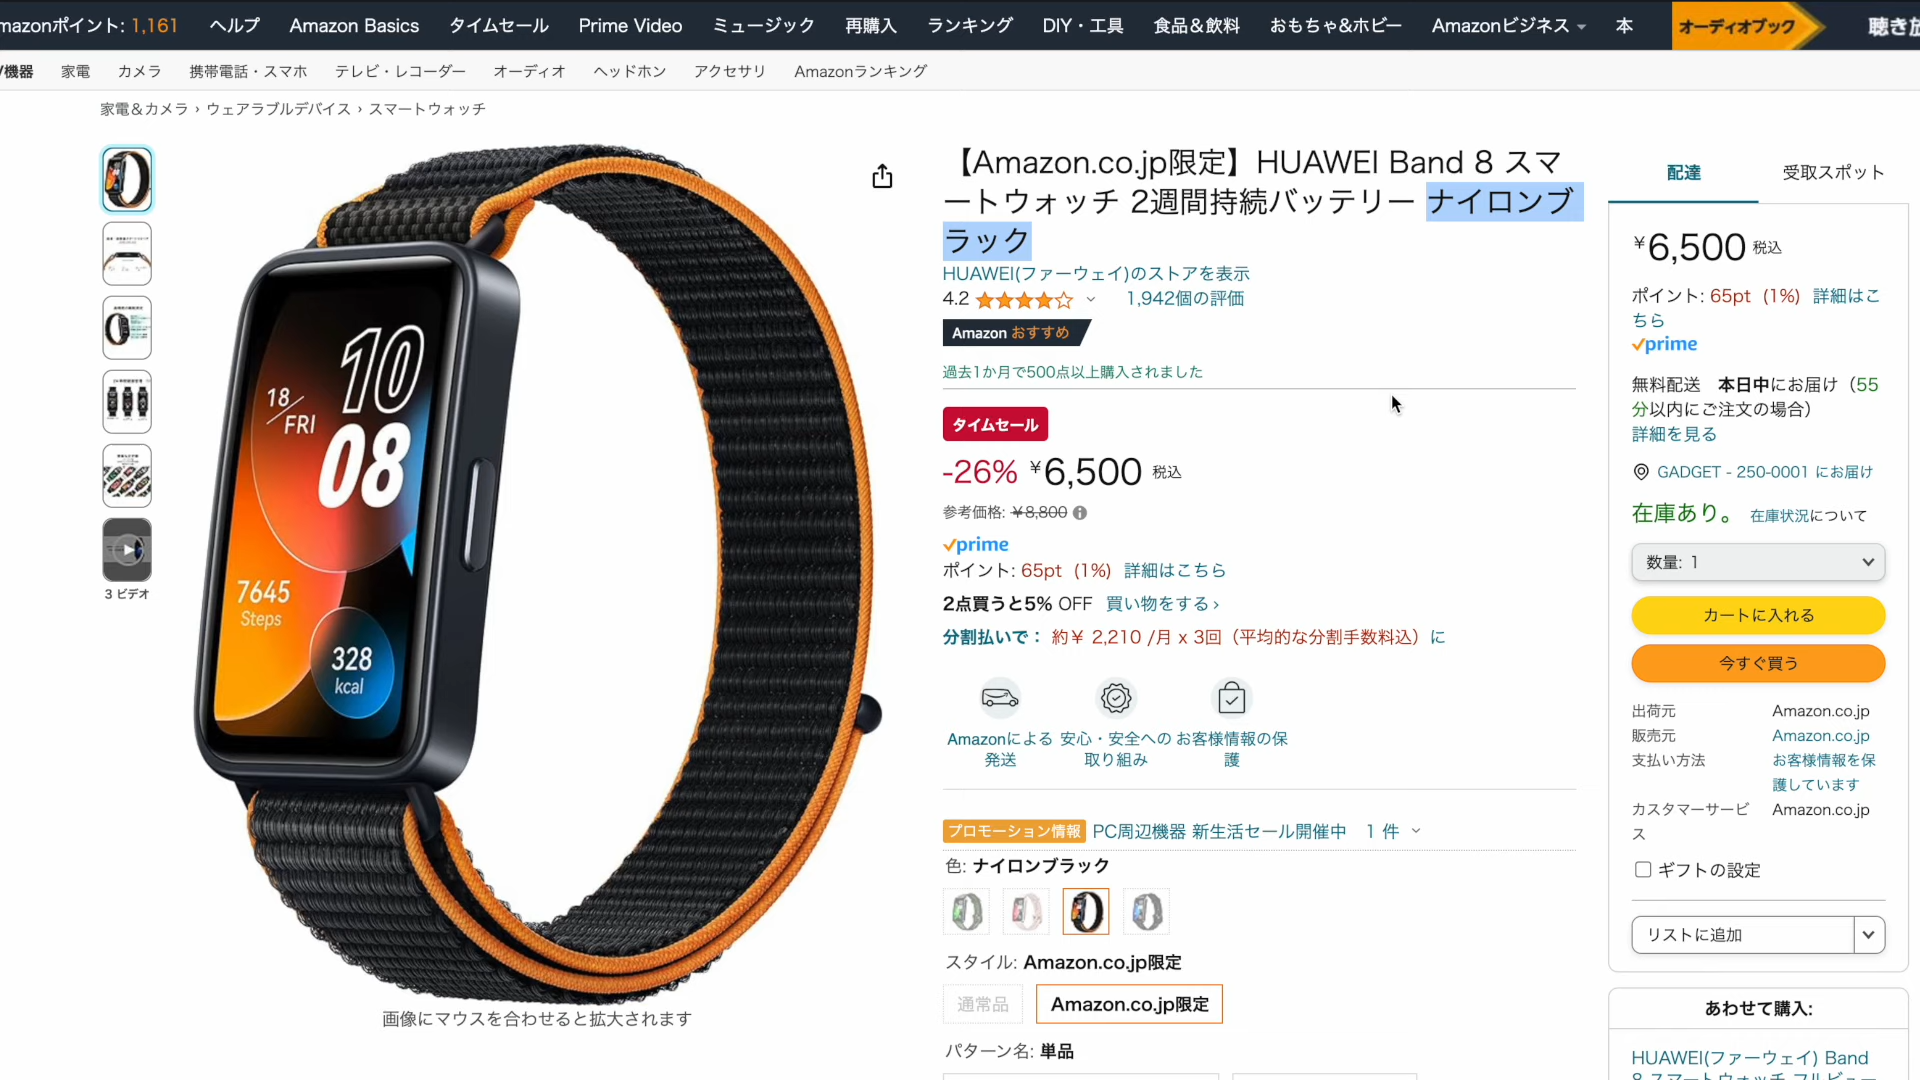 mazonポイント: 1,161 ヘルプ Amazon Basics タイムセール Prime Video ミュージック 再購入 ランキング DIY・工具 食品＆飲料 おもちゃ&ホビー Amazonビジネス 本 オーディオブック 聴き放
機器 家電 カメラ 携帯電話・スマホ テレビ・レコーダー オーディオ ヘッドホン アクセサリ Amazonランキング
家電＆カメラ › ウェアラブルデバイス › スマートウォッチ
10
08
18/
FRI
7645
Steps
328
kcal
3 ビデオ
画像にマウスを合わせると拡大されます
【Amazon.co.jp限定】HUAWEI Band 8 スマ
ートウォッチ 2週間持続バッテリー ナイロンブ
ラック
HUAWEI(ファーウェイ)のストアを表示
4.2 1,942個の評価
Amazon おすすめ
過去1か月で500点以上購入されました
タイムセール
-26% ￥6,500 税込
参考価格: ￥8,800
prime
ポイント: 65pt (1%) 詳細はこちら
2点買うと5% OFF 買い物をする ›
分割払いで： 約￥ 2,210 /月 x 3回（平均的な分割手数料込）に
Amazonによる
発送
安心・安全への
取り組み
お客様情報の保
護
プロモーション情報 PC周辺機器 新生活セール開催中 1 件
色: ナイロンブラック
スタイル: Amazon.co.jp限定
通常品 Amazon.co.jp限定
パターン名: 単品
配達 受取スポット
￥6,500 税込
ポイント: 65pt (1%) 詳細はこ
ちら
prime
無料配送 本日中にお届け（55
分以内にご注文の場合）
詳細を見る
GADGET - 250-0001 にお届け
在庫あり。 在庫状況について
数量: 1
カートに入れる
今すぐ買う
出荷元 Amazon.co.jp
販売元 Amazon.co.jp
支払い方法 お客様情報を保
護しています
カスタマーサービ Amazon.co.jp
ス
ギフトの設定
リストに追加
あわせて購入:
HUAWEI(ファーウェイ) Band
8 スマートウォッチ フルビュー